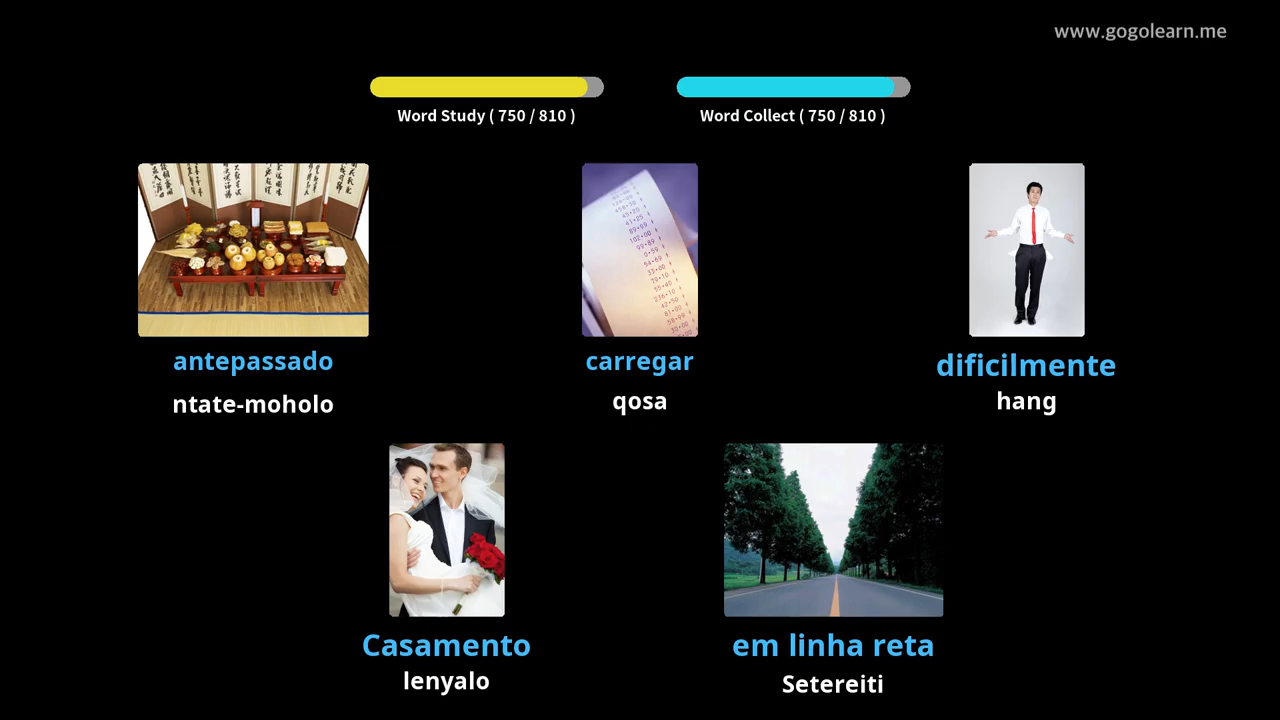 www.gogolearn.me
Word Study ( 750 / 810 )
Word Collect ( 750 / 810 )
antepassado
ntate-moholo
carregar
qosa
dificilmente
hang
Casamento
lenyalo
em linha reta
Setereiti